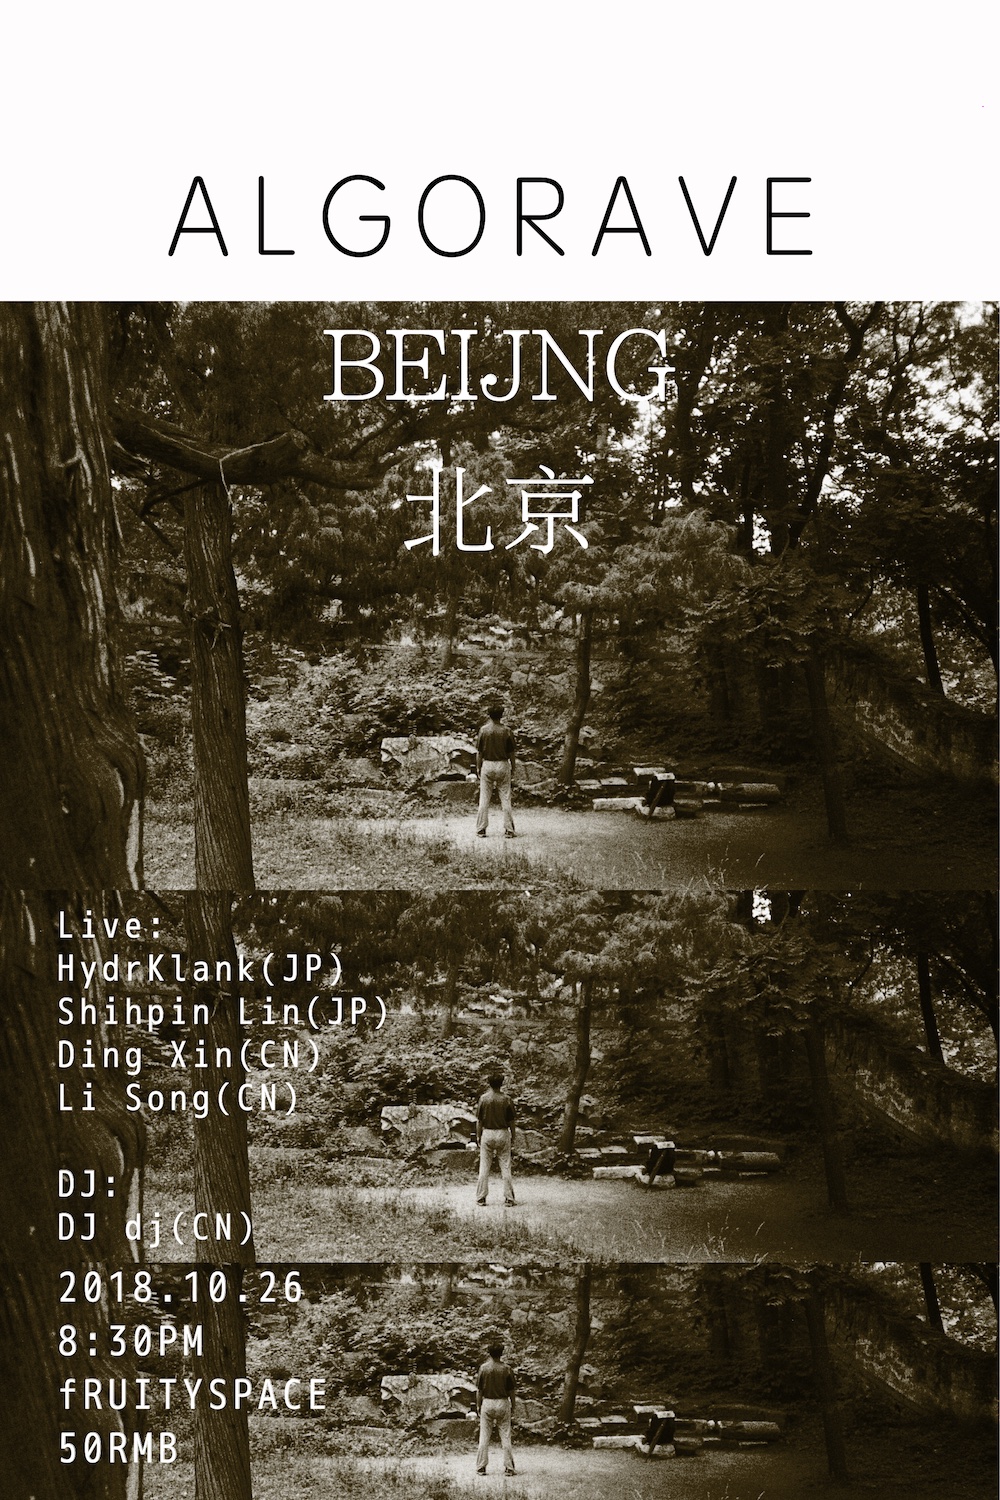 ALGORAVE
BEIJNG
北京
Live:
HydrKlank(JP)
Shihpin Lin(JP)
Ding Xin(CN)
Li Song(CN)
DJ:
DJ dj(CN)
2018.10.26
8:30PM
fRUITYSPACE
50RMB